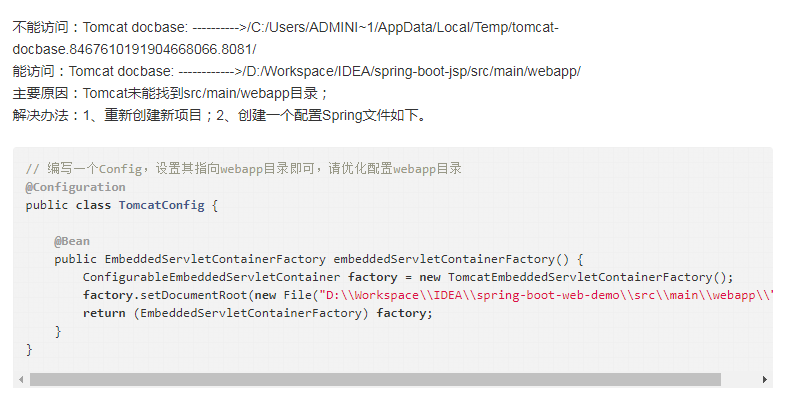 不能访问：Tomcat docbase: ---------->/C:/Users/ADMINI~1/AppData/Local/Temp/tomcat-
docbase.8467610191904668066.8081/
能访问：Tomcat docbase: ------------>/D:/Workspace/IDEA/spring-boot-jsp/src/main/webapp/
主要原因：Tomcat未能找到src/main/webapp目录；
解决办法：1、重新创建新项目；2、创建一个配置Spring文件如下。
// 编写一个Config，设置其指向webapp目录即可，请优化配置webapp目录
@Configuration
public class TomcatConfig {
@Bean
public EmbeddedServletContainerFactory embeddedServletContainerFactory() {
ConfigurableEmbeddedServletContainer factory = new TomcatEmbeddedServletContainerFactory();
factory.setDocumentRoot(new File("D:\\Workspace\\IDEA\\spring-boot-web-demo\\src\\main\\webapp\\"
return (EmbeddedServletContainerFactory) factory;
}
}